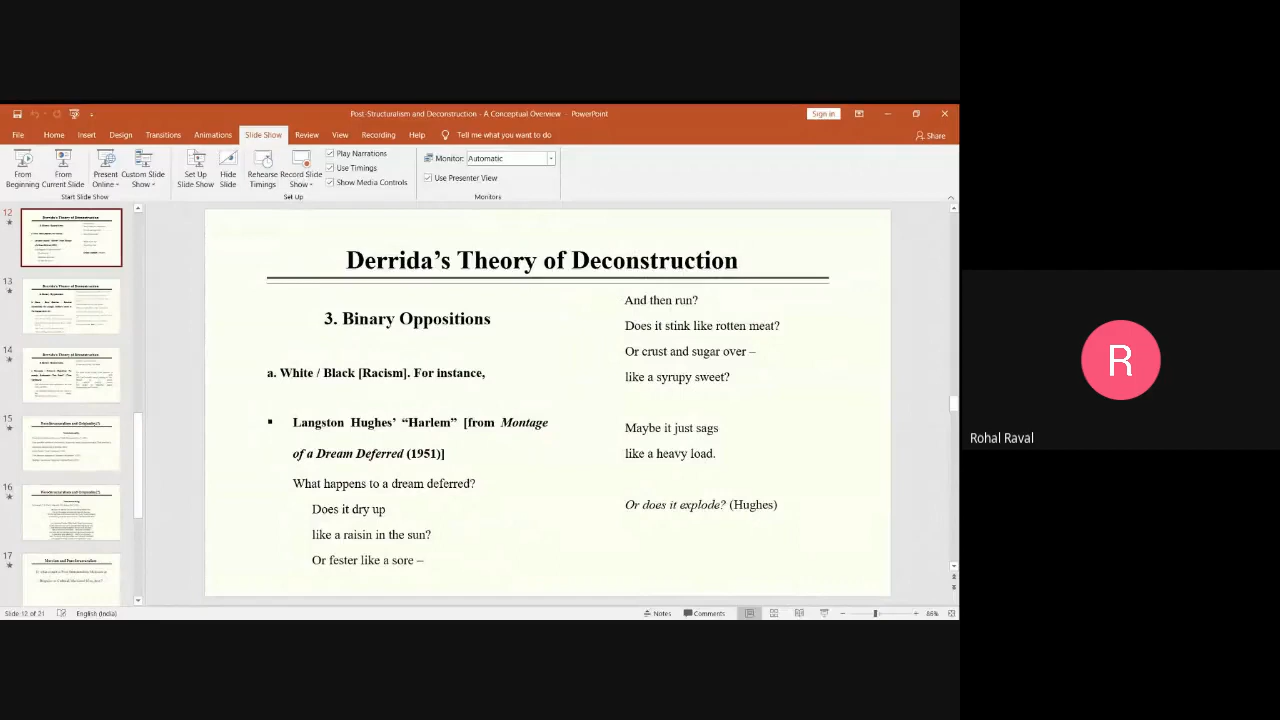 Post-Structuralism and Deconstruction - A Conceptual Overview - PowerPoint
Sign in
File Home Insert Design Transitions Animations Slide Show Review View Recording Help Tell me what you want to do
Share
From Beginning
From Current Slide
Present Online
Custom Slide Show
Set Up Slide Show
Hide Slide
Rehearse Timings
Record Slide Show
Play Narrations
Use Timings
Show Media Controls
Monitor: Automatic
Use Presenter View
Start Slide Show
Set Up
Monitors
12
13
14
15
16
17
Derrida's Theory of Deconstruction
3. Binary Oppositions
a. White / Black [Racism]. For instance,
▪ Langston Hughes' “Harlem” [from Montage
of a Dream Deferred (1951)]
What happens to a dream deferred?
Does it dry up
like a raisin in the sun?
Or fester like a sore –
And then run?
Does it stink like rotten meat?
Or crust and sugar over –
like a syrupy sweet?
Maybe it just sags
like a heavy load.
Or does it explode? (Hughes)
R
Rohal Raval
Slide 12 of 21
English (India)
Notes
Comments
88%